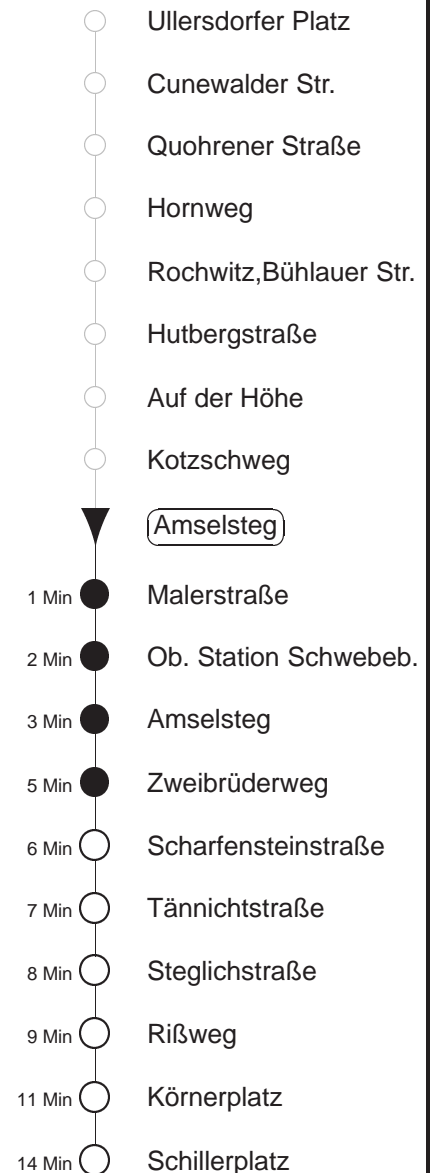 Ullersdorfer Platz
Cunewalder Str.
Quohrener Straße
Hornweg
Rochwitz,Bühlauer Str.
Hutbergstraße
Auf der Höhe
Kotzschweg
Amselsteg
1 Min Malerstraße
2 Min Ob. Station Schwebeb.
3 Min Amselsteg
5 Min Zweibrüderweg
6 Min Scharfensteinstraße
7 Min Tännichtstraße
8 Min Steglichstraße
9 Min Rißweg
11 Min Körnerplatz
14 Min Schillerplatz